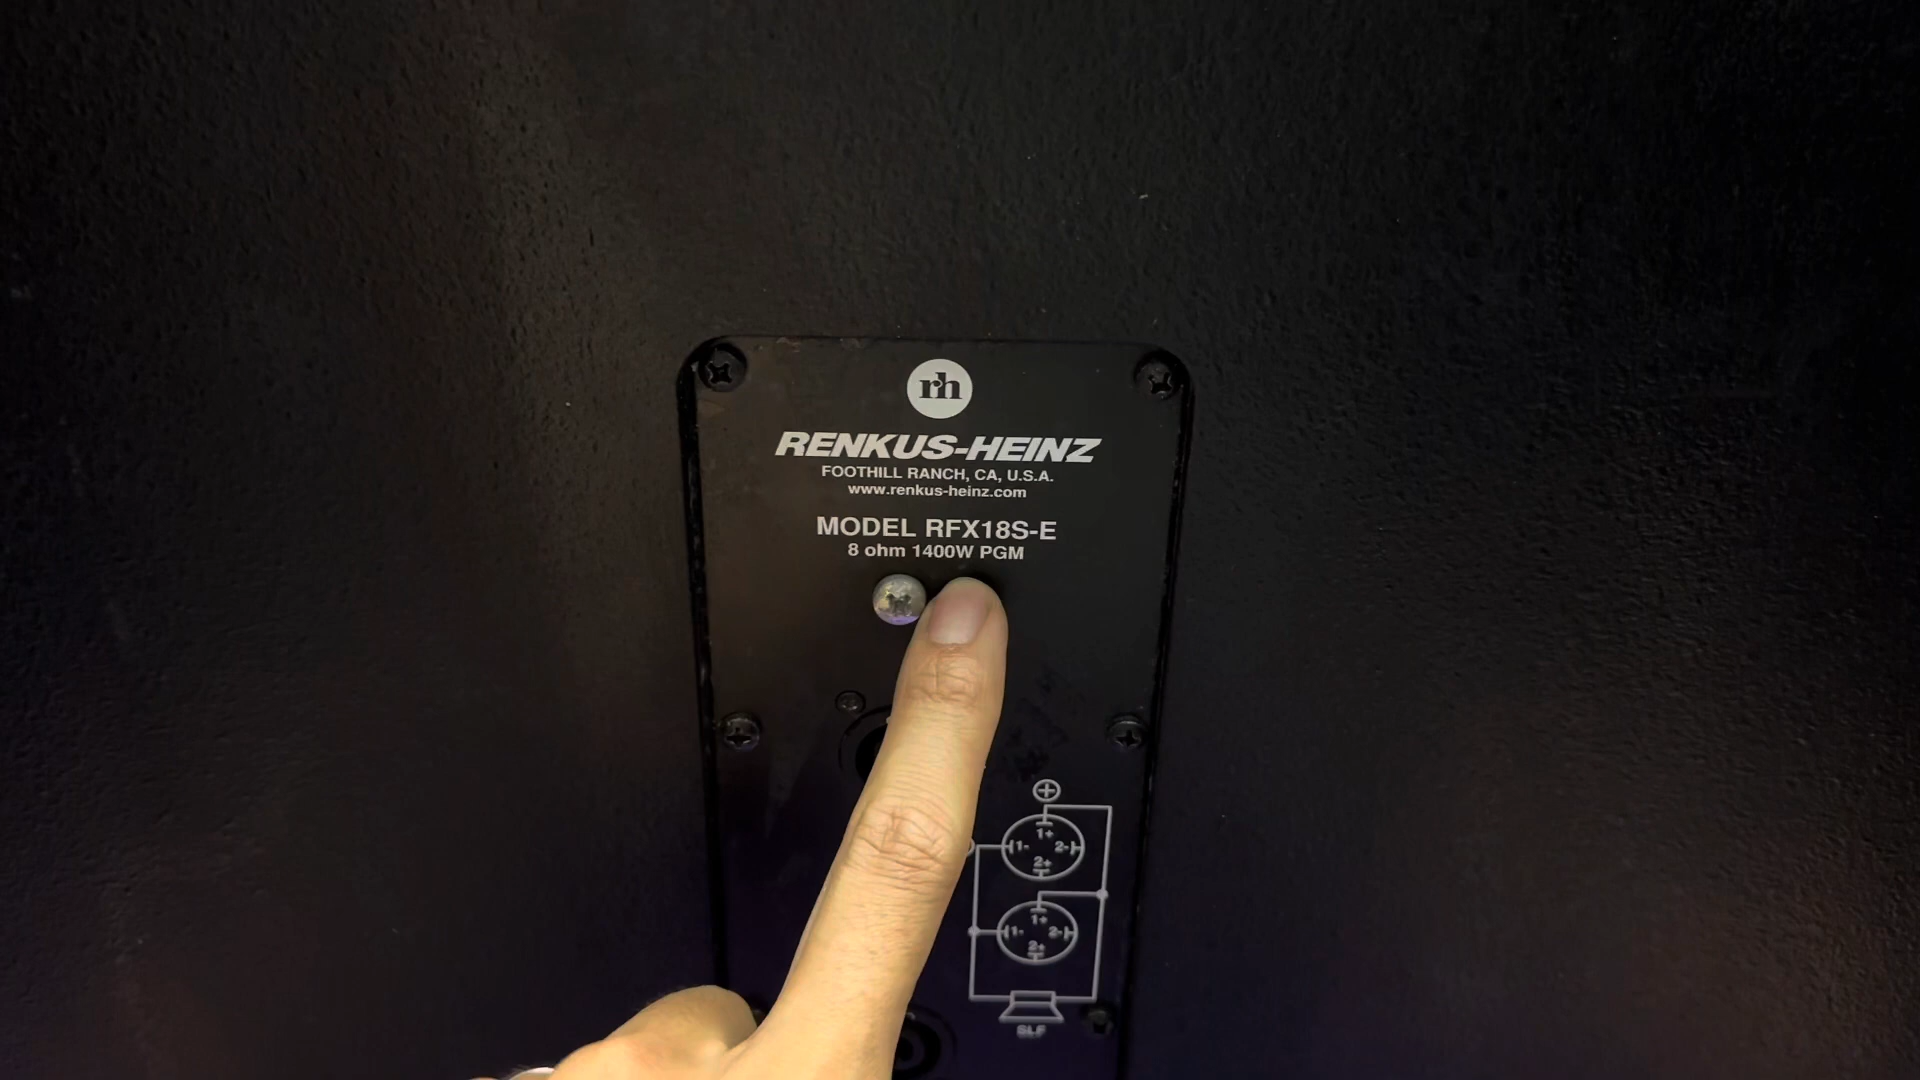 rh
RENKUS-HEINZ
FOOTHILL RANCH, CA, U.S.A.
www.renkus-heinz.com
MODEL RFX18S-E
8 ohm 1400W PGM
1+
1- 2-
2+
1+
1- 2-
2+
SLF